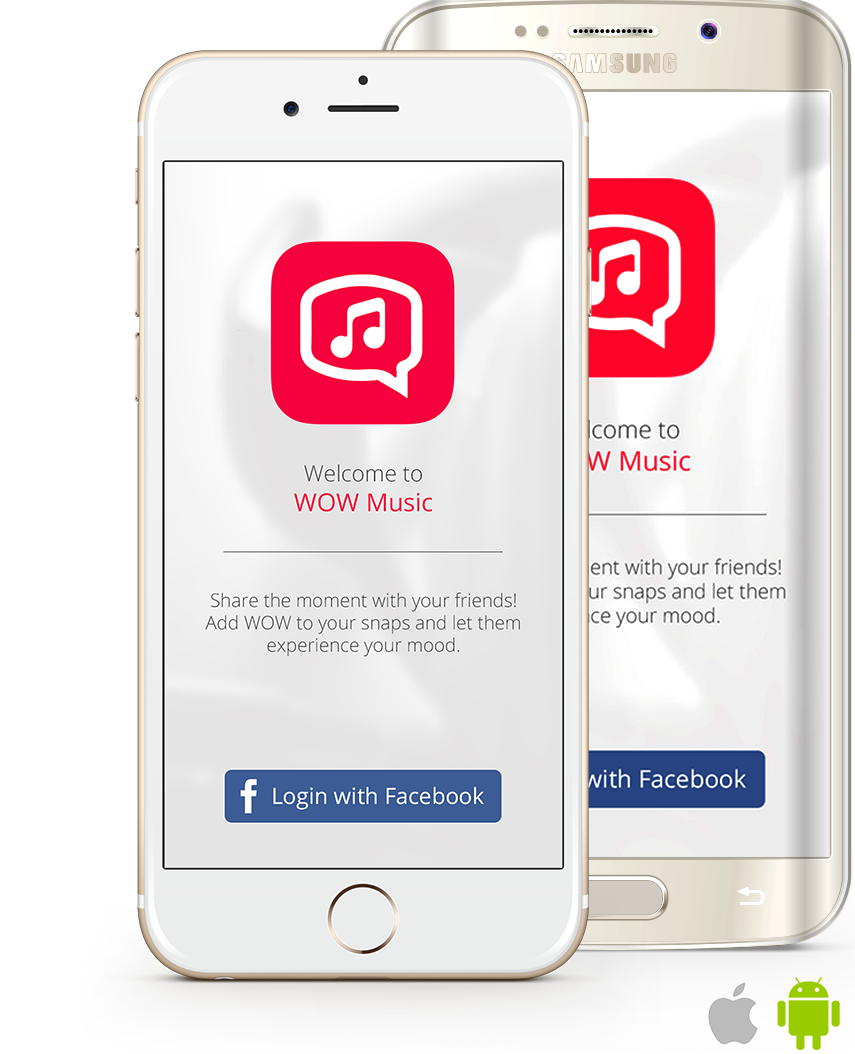 SAMSUNG
Welcome to
WOW Music
Share the moment with your friends!
Add WOW to your snaps and let them
experience your mood.
f Login with Facebook
lcome to
W Music
ent with your friends!
ur snaps and let them
ce your mood.
with Facebook